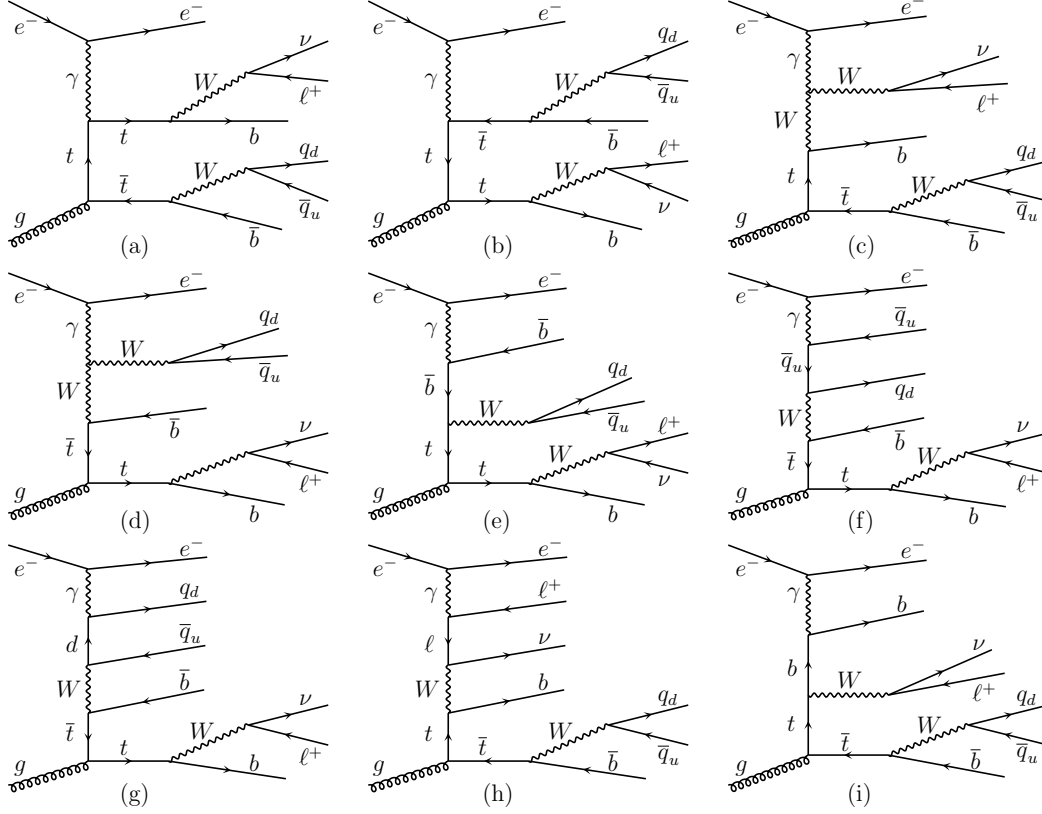 e⁻ e⁻ γ W ν ℓ⁺ t b t t̅ W q_d q̅_u b̅ g
(a)
e⁻ e⁻ γ W q_d q̅_u t̅ b̅ t t W ℓ⁺ ν b g
(b)
e⁻ e⁻ γ W ν ℓ⁺ W b t t̅ W q_d q̅_u b̅ g
(c)
e⁻ e⁻ γ W q_d q̅_u W b̅ t̅ t W ν ℓ⁺ b g
(d)
e⁻ e⁻ γ b̅ b̅ W q_d q̅_u t t W ℓ⁺ ν b g
(e)
e⁻ e⁻ γ q̅_u q̅_u q_d W b̅ t̅ t W ν ℓ⁺ b g
(f)
e⁻ e⁻ γ q_d d q̅_u W b̅ t̅ t W ν ℓ⁺ b g
(g)
e⁻ e⁻ γ ℓ⁺ ℓ ν W b t t̅ W q_d q̅_u b̅ g
(h)
e⁻ e⁻ γ b b W ν ℓ⁺ t t̅ W q_d q̅_u b̅ g
(i)